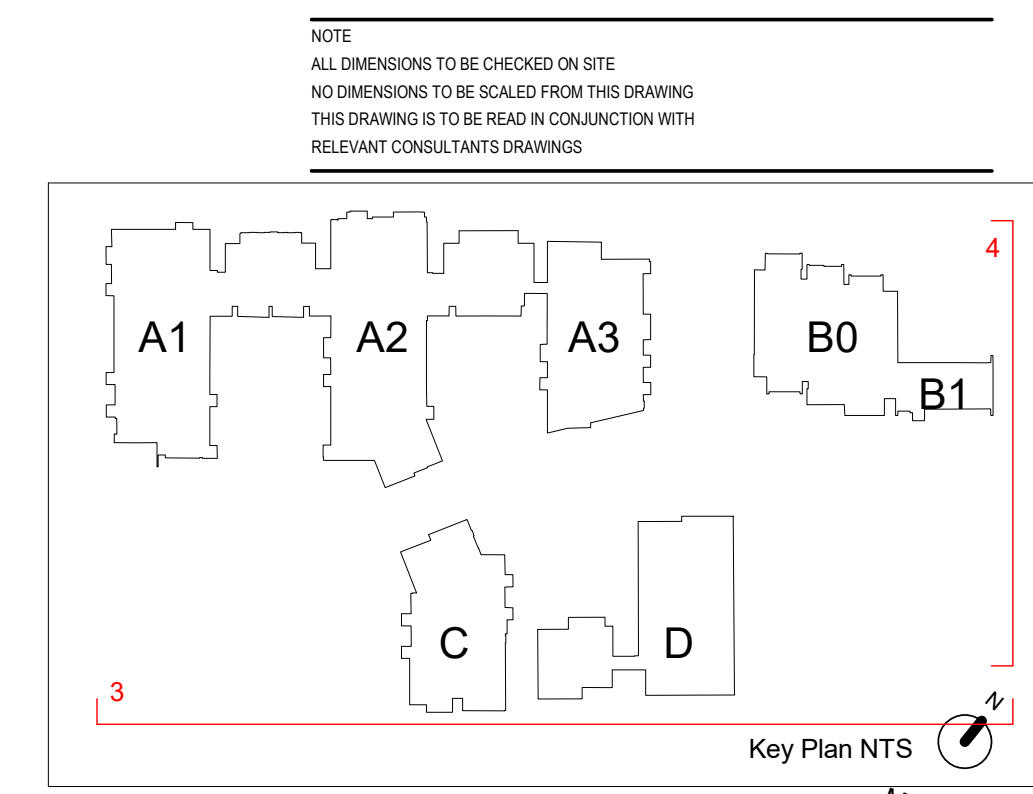 NOTE
ALL DIMENSIONS TO BE CHECKED ON SITE
NO DIMENSIONS TO BE SCALED FROM THIS DRAWING
THIS DRAWING IS TO BE READ IN CONJUNCTION WITH
RELEVANT CONSULTANTS DRAWINGS
4
A1
A2
A3
B0
B1
C
D
3
N
Key Plan NTS